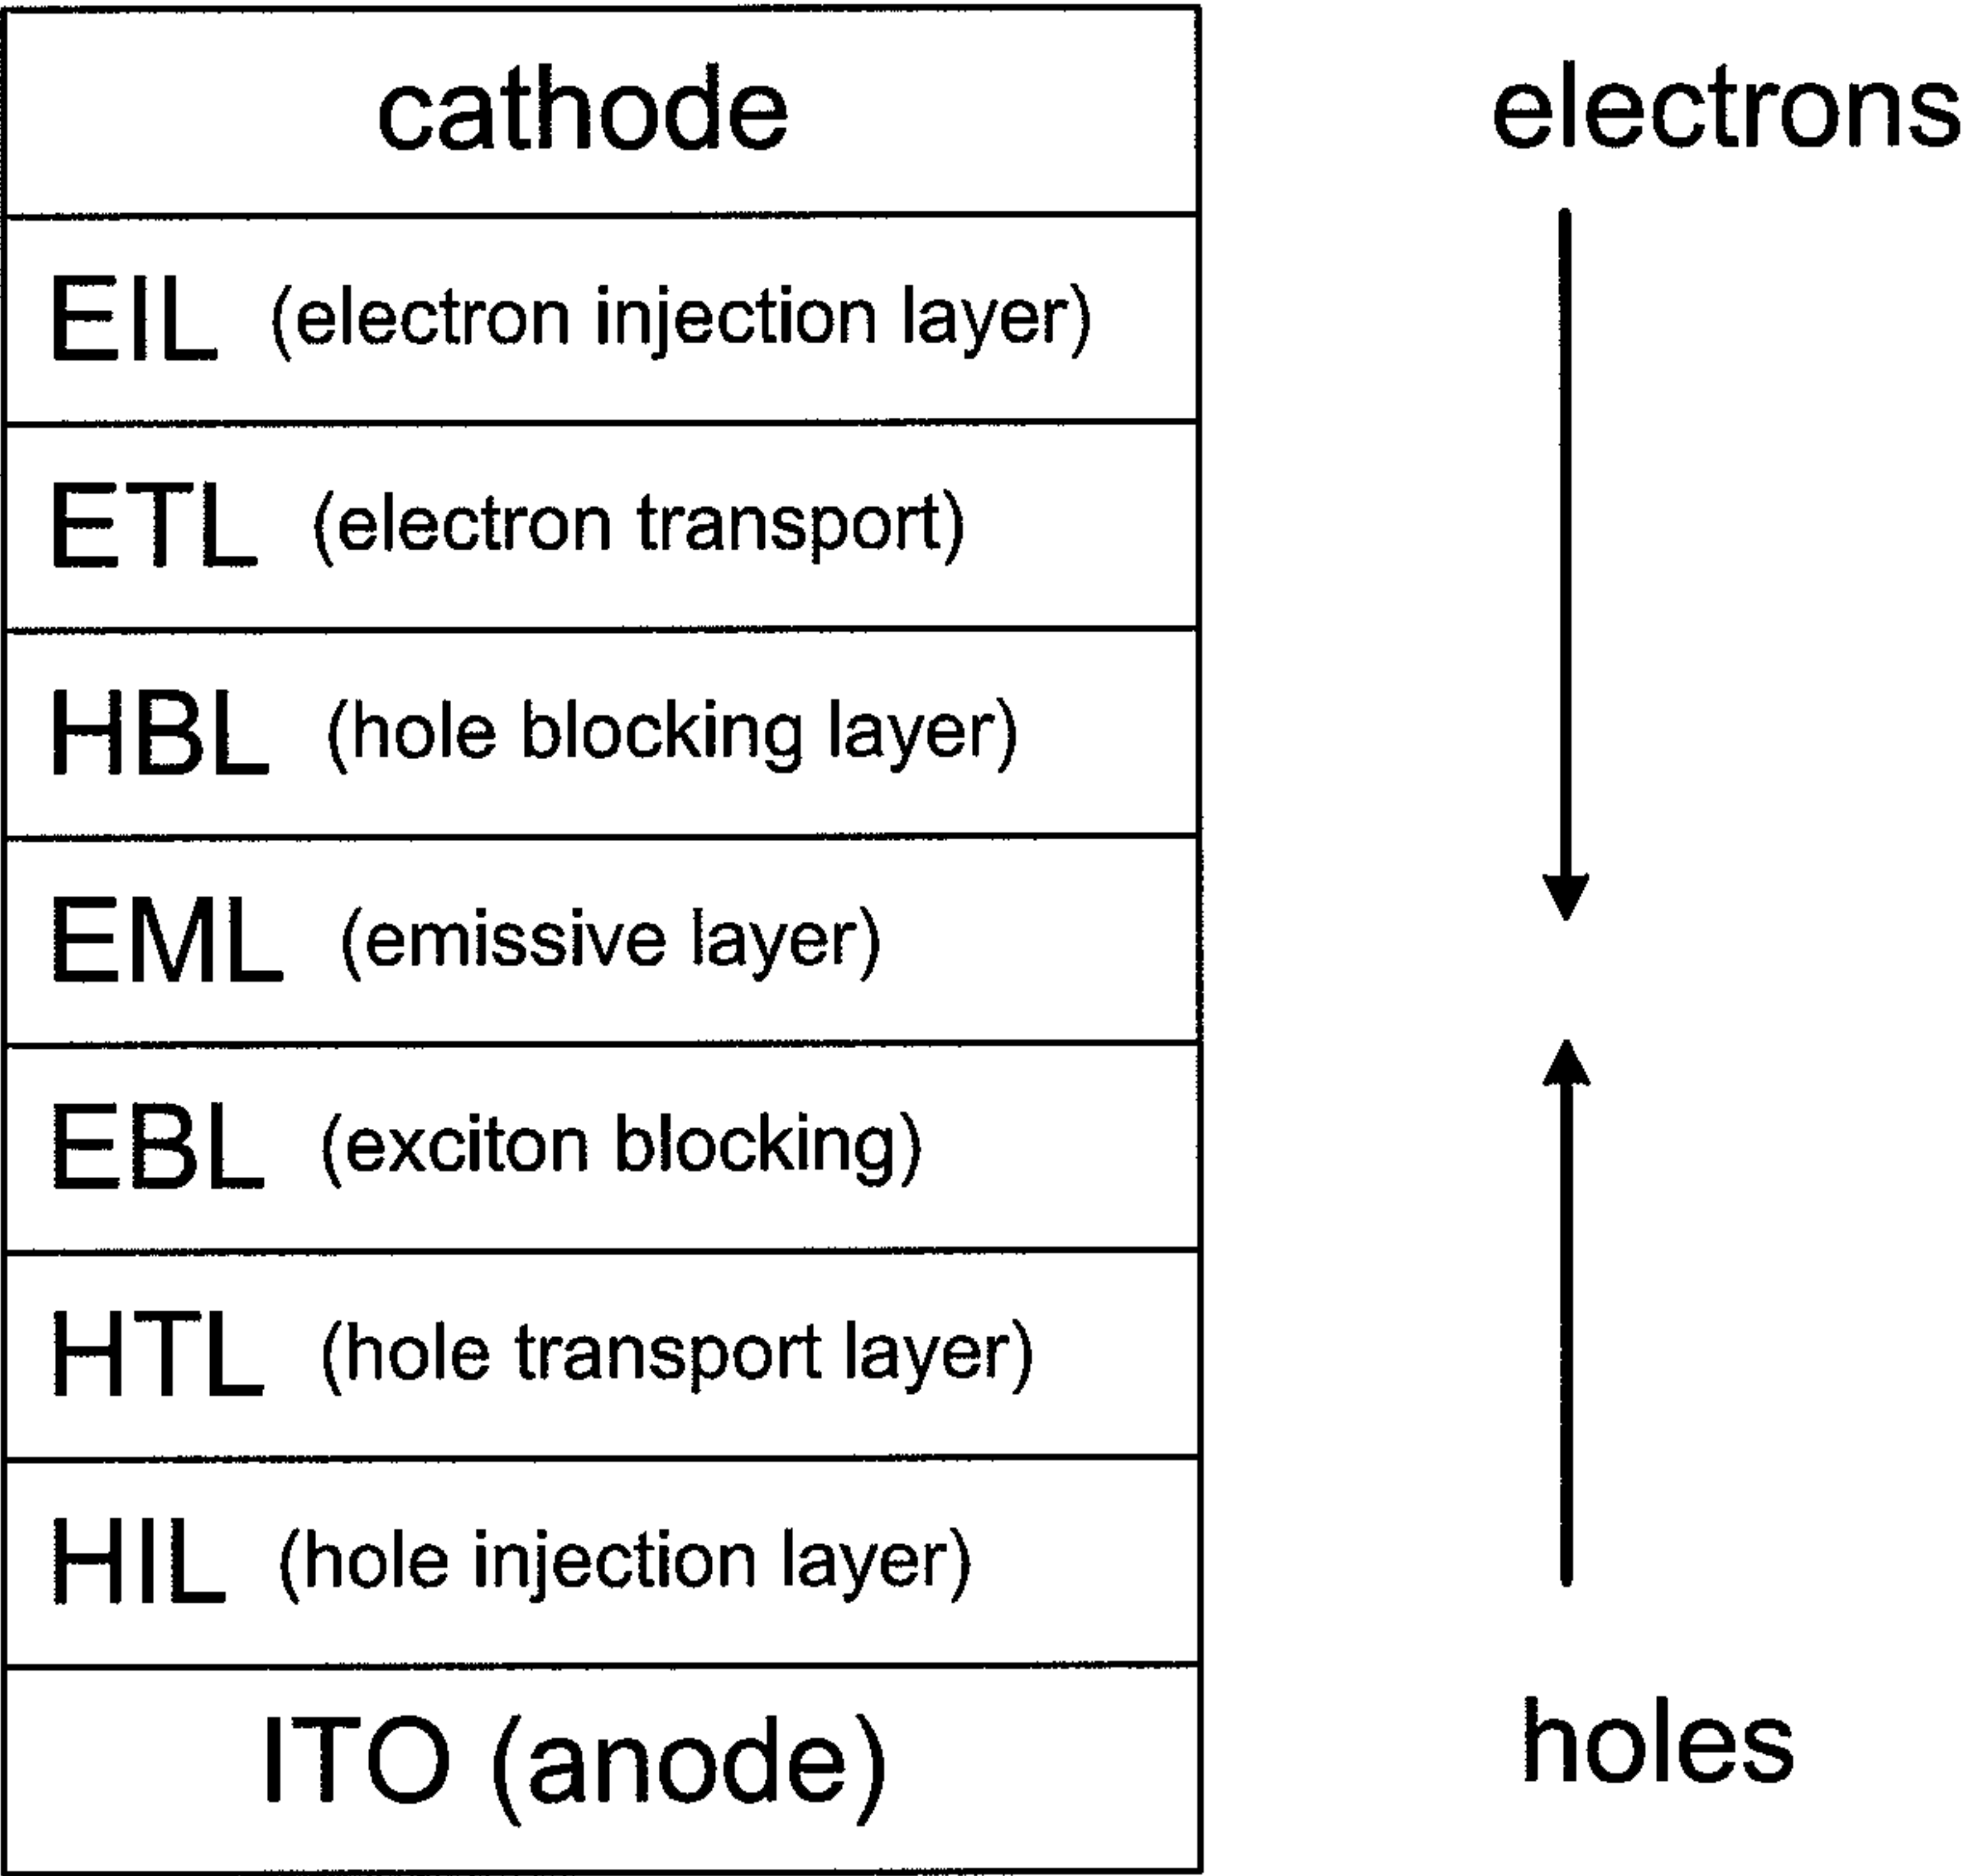 cathode
electrons
EIL (electron injection layer)
ETL (electron transport)
HBL (hole blocking layer)
EML (emissive layer)
EBL (exciton blocking)
HTL (hole transport layer)
HIL (hole injection layer)
ITO (anode)
holes